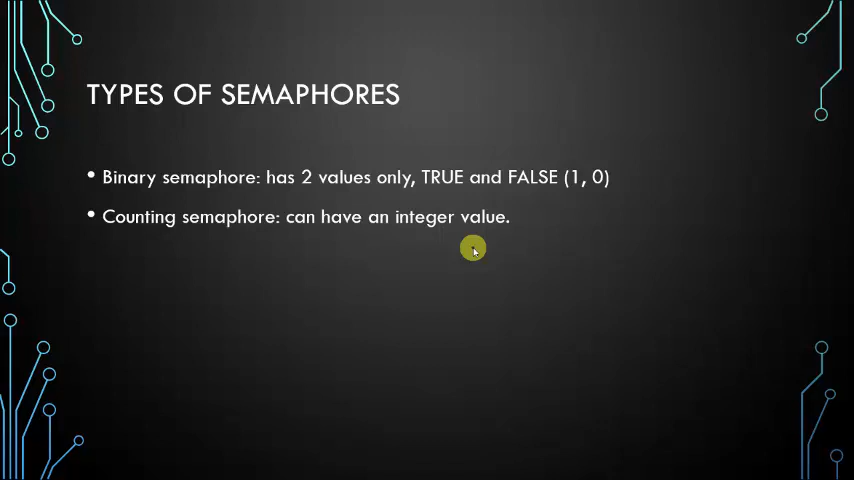 TYPES OF SEMAPHORES
• Binary semaphore: has 2 values only, TRUE and FALSE (1, 0)
• Counting semaphore: can have an integer value.